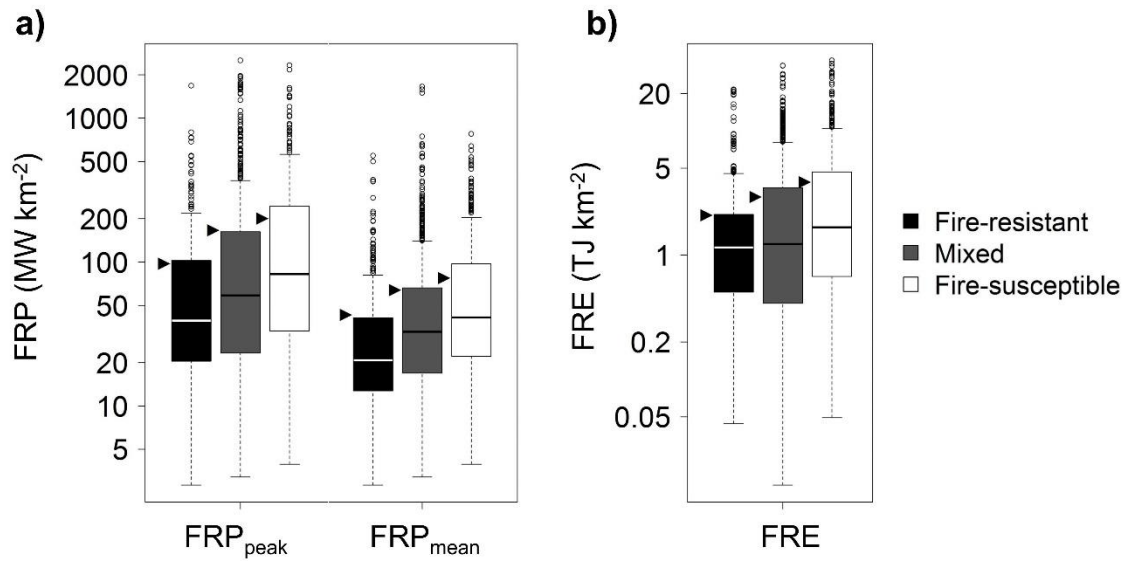 a)
FRP (MW km⁻²)
2000
1000
500
200
100
50
20
10
5
FRPpeak
FRPmean
b)
FRE (TJ km⁻²)
20
5
1
0.2
0.05
FRE
Fire-resistant
Mixed
Fire-susceptible